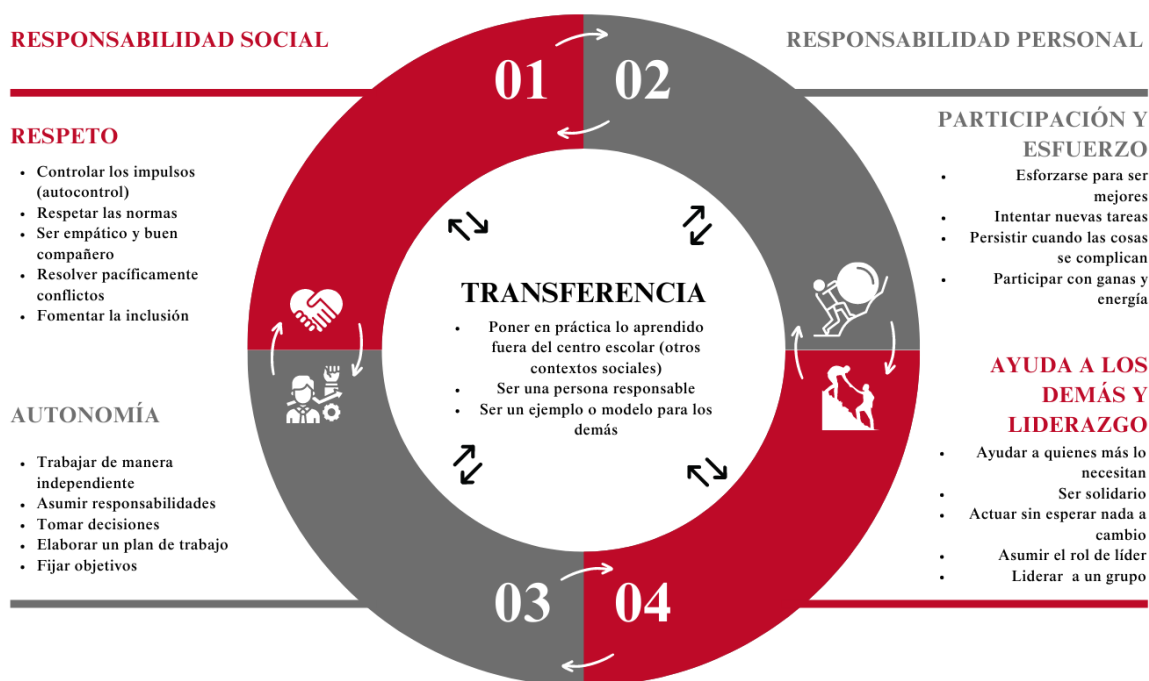 RESPONSABILIDAD SOCIAL
01
02
RESPONSABILIDAD PERSONAL
RESPETO
• Controlar los impulsos
(autocontrol)
• Respetar las normas
• Ser empático y buen
compañero
• Resolver pacíficamente
conflictos
• Fomentar la inclusión
PARTICIPACIÓN Y
ESFUERZO
• Esforzarse para ser
mejores
• Intentar nuevas tareas
• Persistir cuando las cosas
se complican
• Participar con ganas y
energía
TRANSFERENCIA
• Poner en práctica lo aprendido
fuera del centro escolar (otros
contextos sociales)
• Ser una persona responsable
• Ser un ejemplo o modelo para los
demás
AUTONOMÍA
• Trabajar de manera
independiente
• Asumir responsabilidades
• Tomar decisiones
• Elaborar un plan de trabajo
• Fijar objetivos
AYUDA A LOS
DEMÁS Y
LIDERAZGO
• Ayudar a quienes más lo
necesitan
• Ser solidario
• Actuar sin esperar nada a
cambio
• Asumir el rol de líder
• Liderar a un grupo
03
04